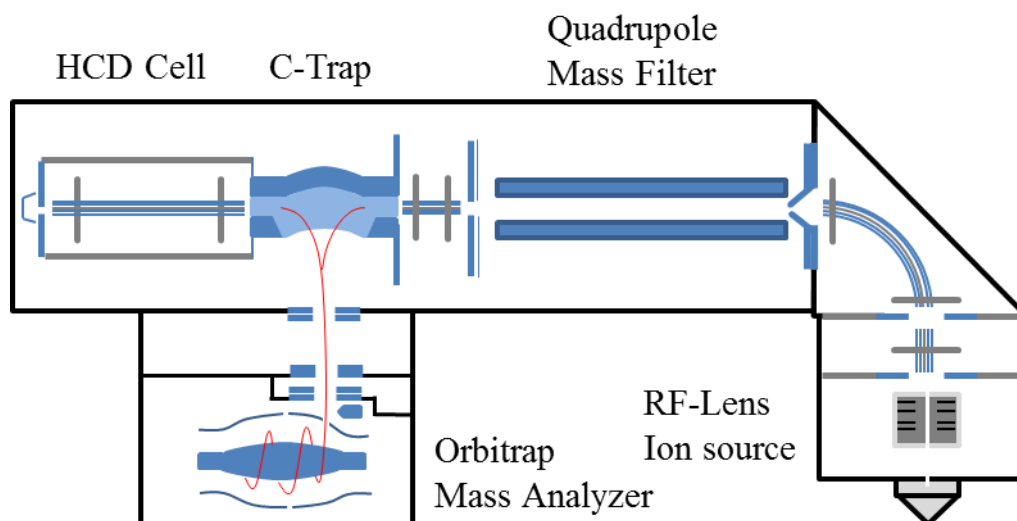 HCD Cell
C-Trap
Quadrupole
Mass Filter
RF-Lens
Ion source
Orbitrap
Mass Analyzer